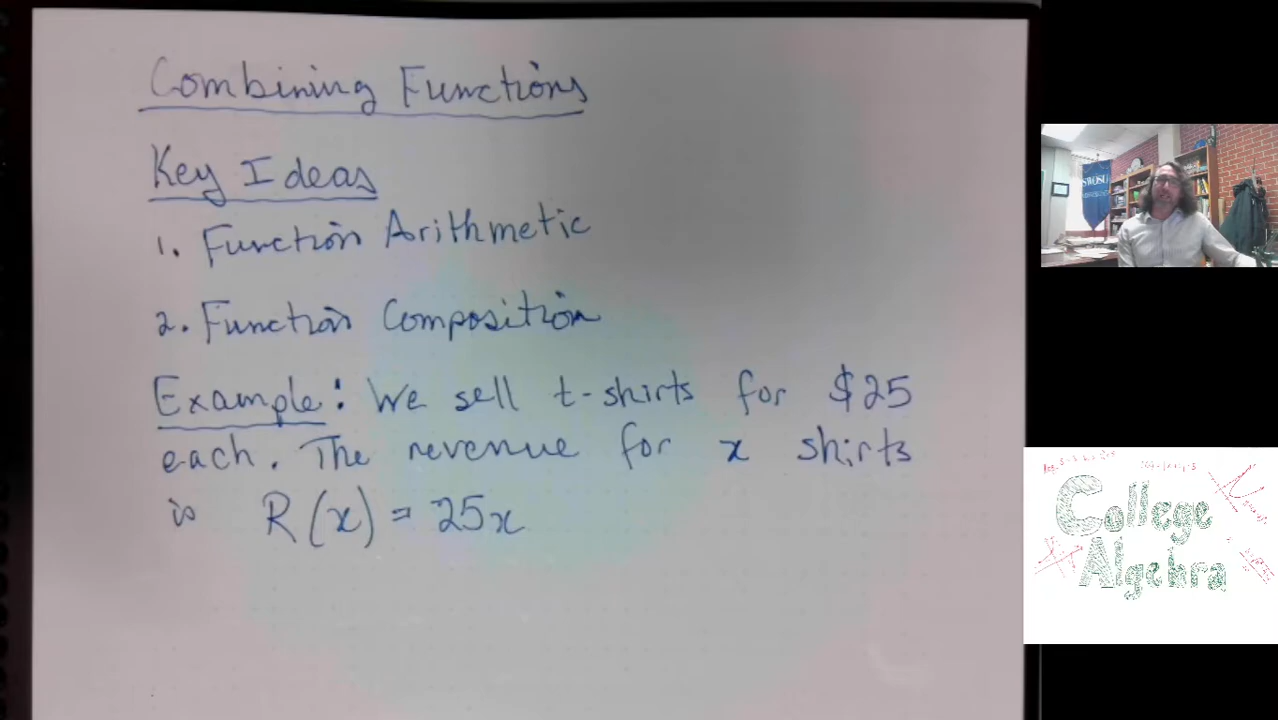 Combining Functions
Key Ideas
1. Function Arithmetic
2. Function Composition
Example: We sell t-shirts for $25
each. The revenue for x shirts
is R(x) = 25x
SWOSU
College
Algebra